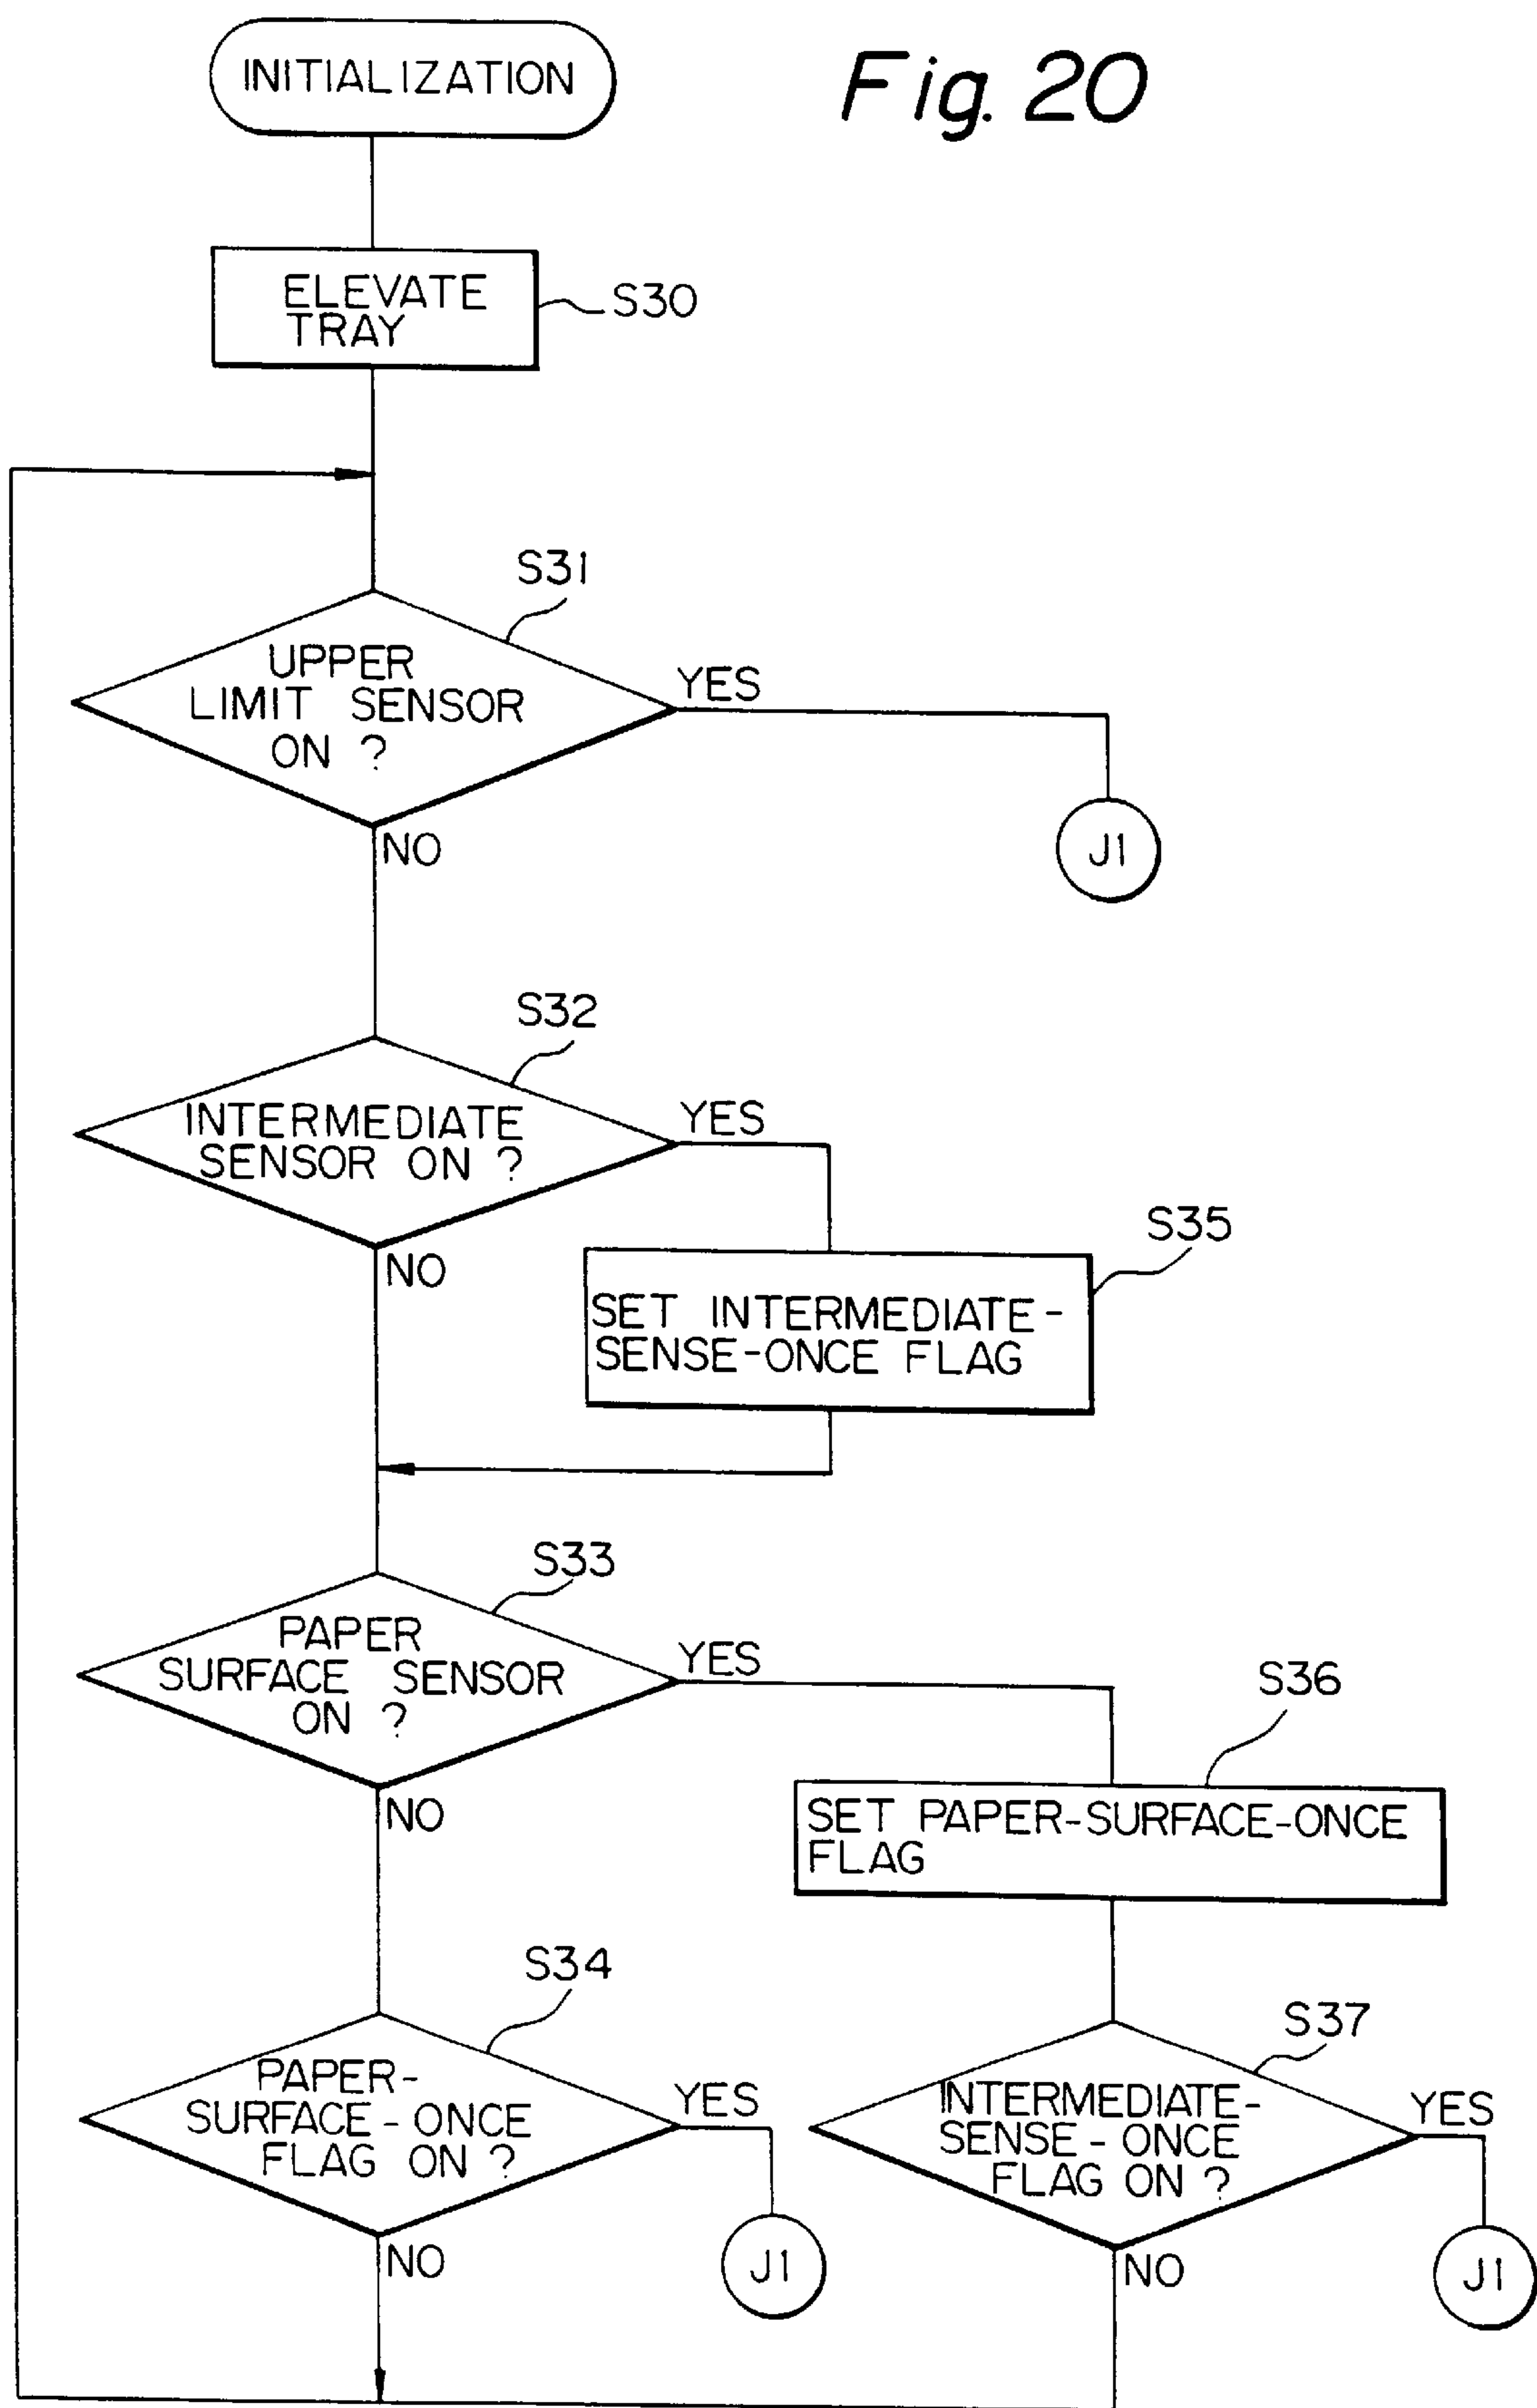 Fig. 20
INITIALIZATION
ELEVATE
TRAY
S30
S31
UPPER
LIMIT SENSOR
ON ?
YES
J1
NO
S32
INTERMEDIATE
SENSOR ON ?
YES
NO
S35
SET INTERMEDIATE-
SENSE-ONCE FLAG
S33
PAPER
SURFACE SENSOR
ON ?
YES
NO
S36
SET PAPER-SURFACE-ONCE
FLAG
S34
PAPER-
SURFACE-ONCE
FLAG ON ?
YES
J1
NO
S37
INTERMEDIATE-
SENSE-ONCE
FLAG ON ?
YES
J1
NO